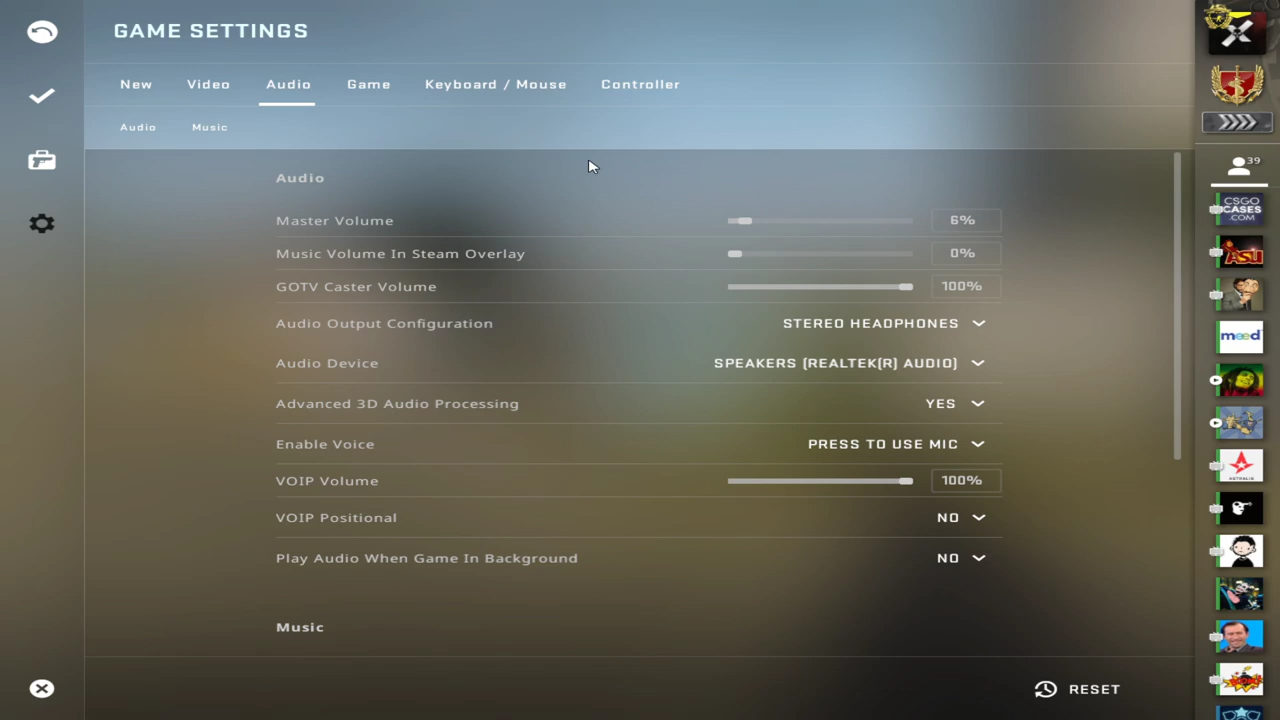 GAME SETTINGS
New Video Audio Game Keyboard / Mouse Controller
Audio Music
Audio
Master Volume 6%
Music Volume In Steam Overlay 0%
GOTV Caster Volume 100%
Audio Output Configuration STEREO HEADPHONES
Audio Device SPEAKERS (REALTEK(R) AUDIO)
Advanced 3D Audio Processing YES
Enable Voice PRESS TO USE MIC
VOIP Volume 100%
VOIP Positional NO
Play Audio When Game In Background NO
Music
RESET
39
CSGO
CASES
.COM
ASU
meed
ASTRALIS